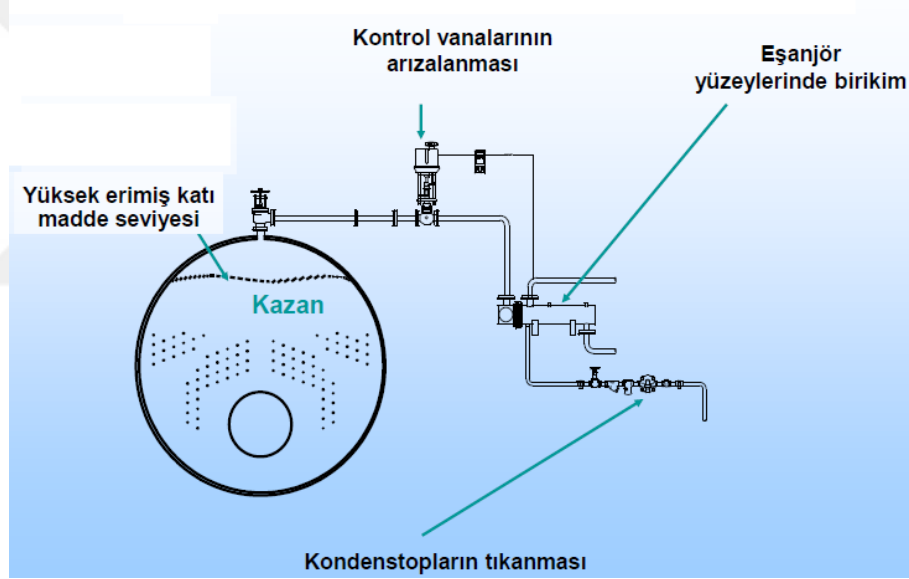 Kontrol vanalarının
arızalanması
Eşanjör
yüzeylerinde birikim
Yüksek erimiş katı
madde seviyesi
Kazan
Kondenstopların tıkanması